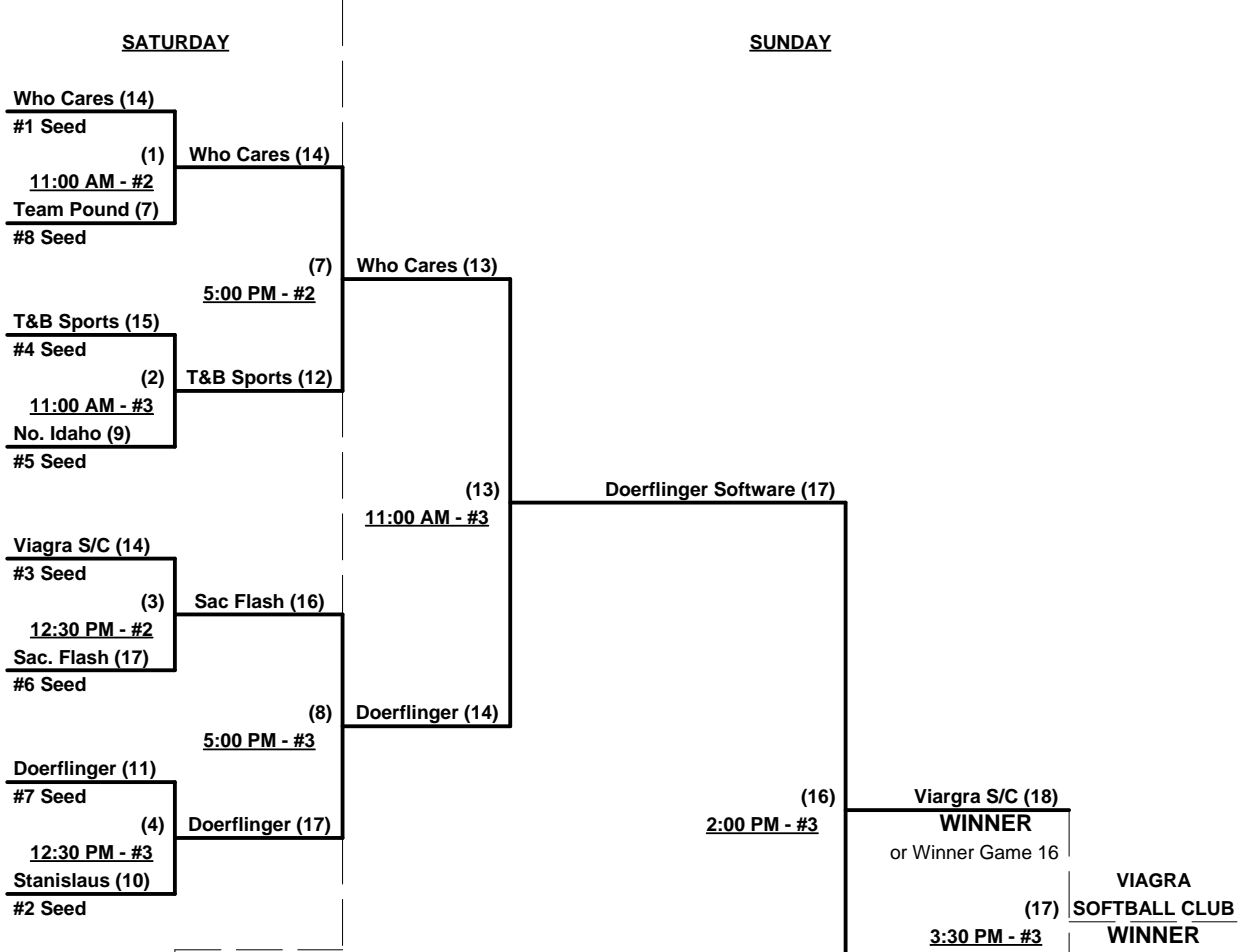 SATURDAY
SUNDAY
Who Cares (14)
#1 Seed
(1) Who Cares (14)
11:00 AM - #2
Team Pound (7)
#8 Seed
(7) Who Cares (13)
5:00 PM - #2
T&B Sports (15)
#4 Seed
(2) T&B Sports (12)
11:00 AM - #3
No. Idaho (9)
#5 Seed
(13) Doerflinger Software (17)
11:00 AM - #3
Viagra S/C (14)
#3 Seed
(3) Sac Flash (16)
12:30 PM - #2
Sac. Flash (17)
#6 Seed
(8) Doerflinger (14)
5:00 PM - #3
Doerflinger (11)
#7 Seed
(16) Viargra S/C (18)
(4) Doerflinger (17)
2:00 PM - #3 WINNER
12:30 PM - #3
or Winner Game 16
Stanislaus (10)
#2 Seed
VIAGRA
(17) SOFTBALL CLUB
3:30 PM - #3 WINNER